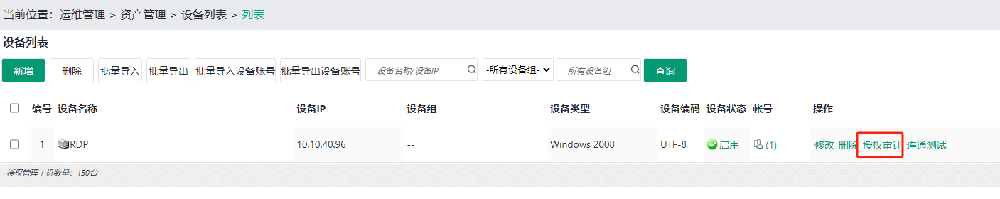 当前位置：运维管理 > 资产管理 > 设备列表 > 列表
设备列表
新增 删除 批量导入 批量导出 批量导入设备账号 批量导出设备账号 设备名称/设备IP -所有设备组- 所有设备组 查询
编号 设备名称 设备IP 设备组 设备类型 设备编码 设备状态 帐号 操作
1 RDP 10.10.40.96 -- Windows 2008 UTF-8 启用 (1) 修改 删除 授权审计 连通测试
授权管理主机数量：150台